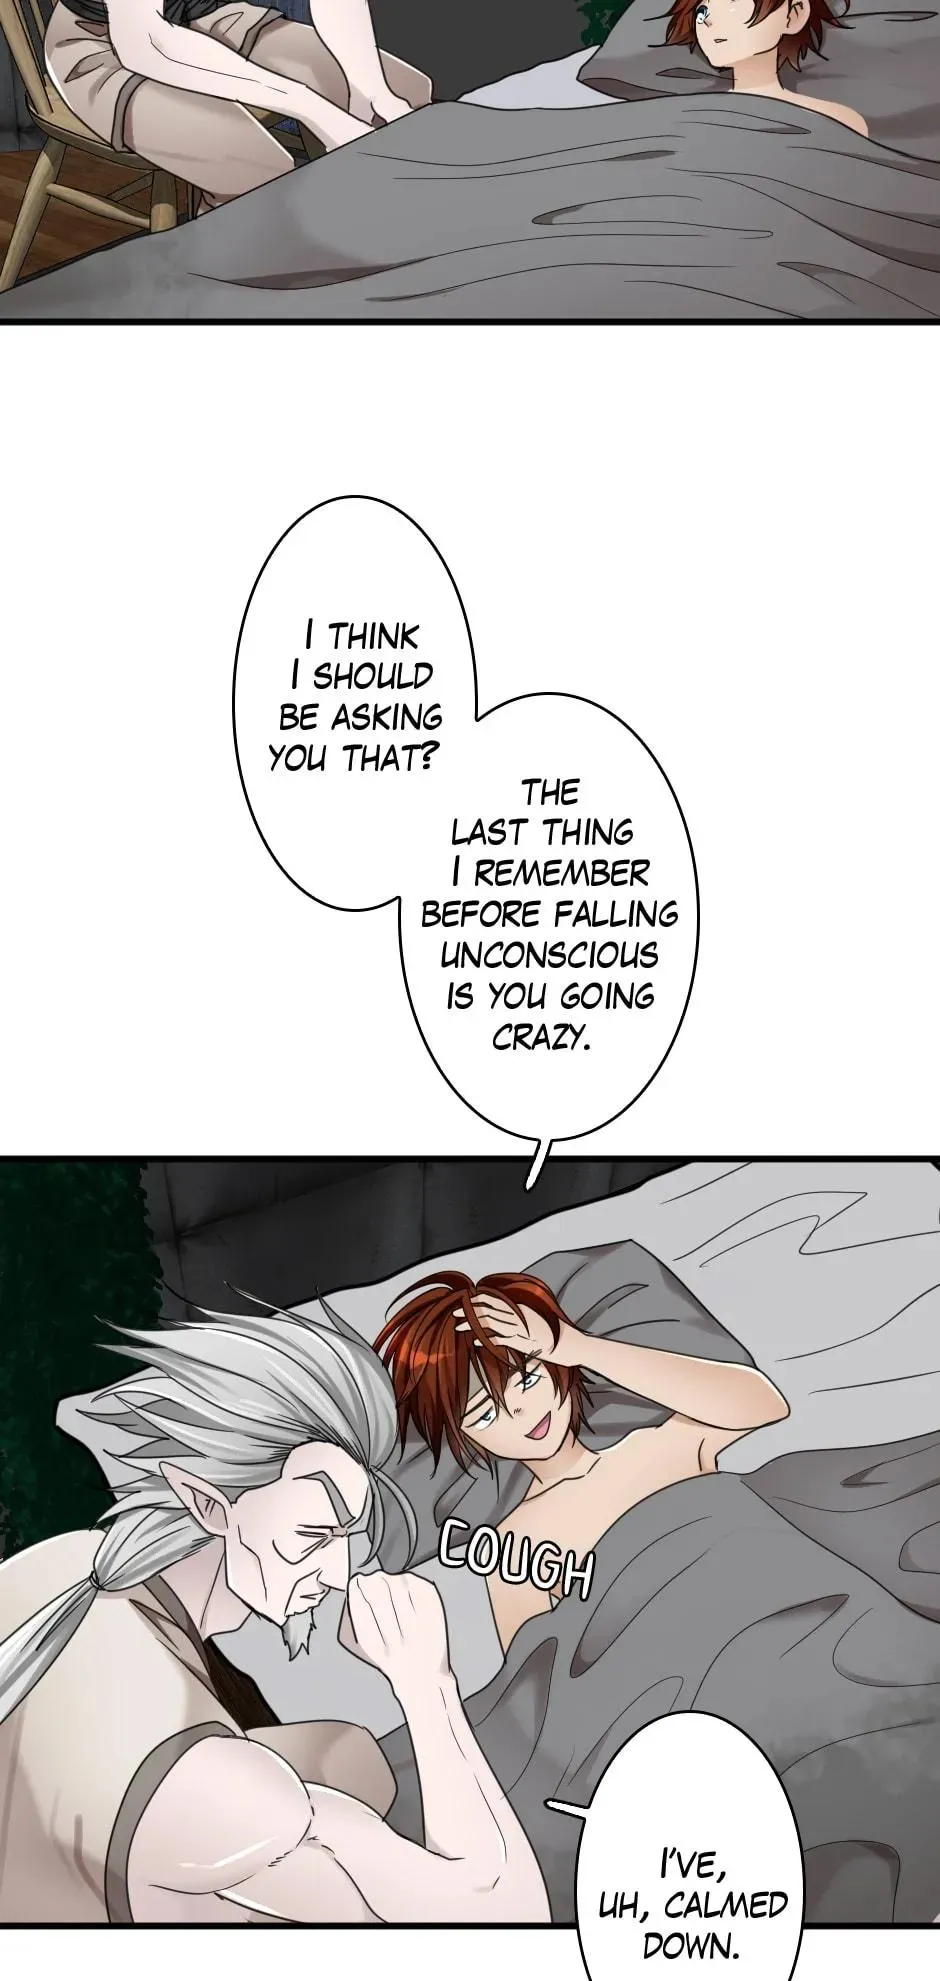 I THINK
I SHOULD
BE ASKING
YOU THAT?
THE
LAST THING
I REMEMBER
BEFORE FALLING
UNCONSCIOUS
IS YOU GOING
CRAZY.
COUGH
I'VE,
UH, CALMED
DOWN.